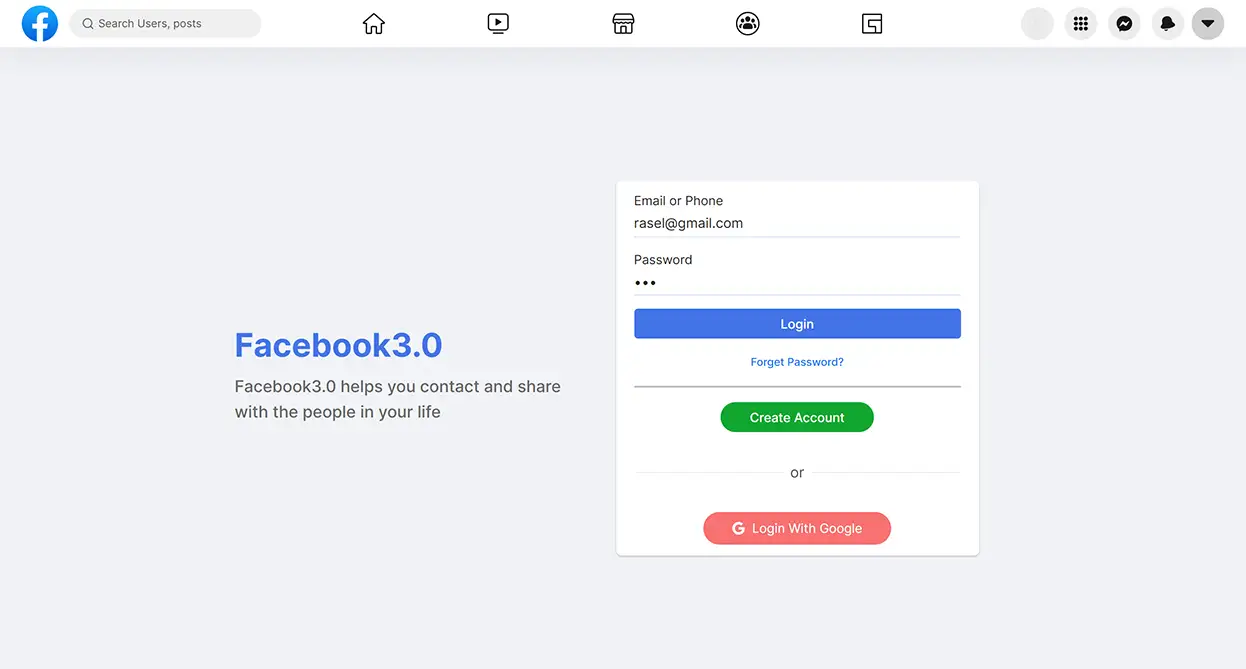 Search Users, posts
Email or Phone
rasel@gmail.com
Password
Login
Forget Password?
Create Account
or
Login With Google
Facebook3.0
Facebook3.0 helps you contact and share
with the people in your life